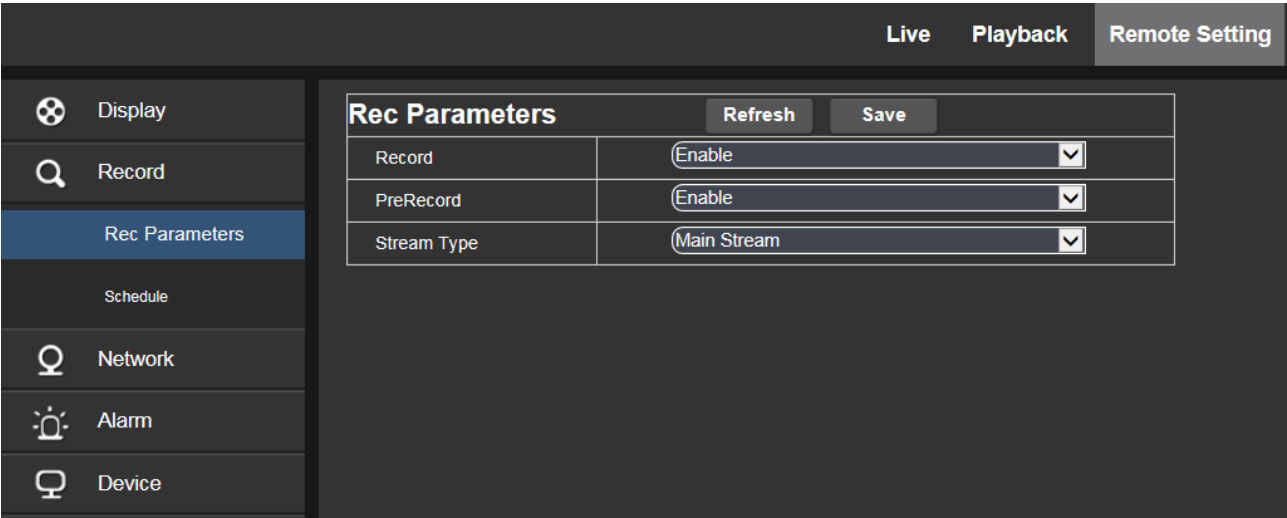 Live Playback Remote Setting
Display
Record
Rec Parameters
Schedule
Network
Alarm
Device
Rec Parameters Refresh Save
Record Enable
PreRecord Enable
Stream Type Main Stream